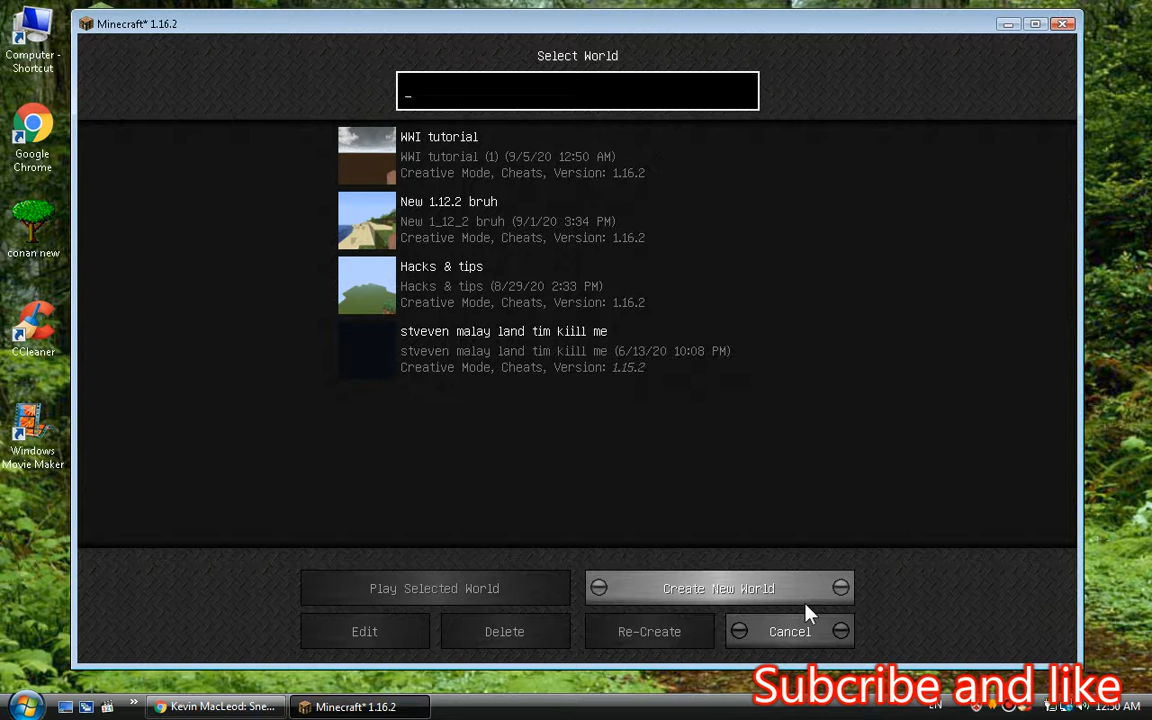 Computer -
Shortcut
Google
Chrome
conan new
CCleaner
Windows
Movie Maker
Minecraft* 1.16.2
Select World
_
WWI tutorial
WWI tutorial (1) (9/5/20 12:50 AM)
Creative Mode, Cheats, Version: 1.16.2
New 1.12.2 bruh
New 1_12_2 bruh (9/1/20 3:34 PM)
Creative Mode, Cheats, Version: 1.16.2
Hacks & tips
Hacks & tips (8/29/20 2:33 PM)
Creative Mode, Cheats, Version: 1.16.2
stveven malay land tim kiill me
stveven malay land tim kiill me (6/13/20 10:08 PM)
Creative Mode, Cheats, Version: 1.15.2
Play Selected World
Create New World
Edit
Delete
Re-Create
Cancel
Subcribe and like
Kevin MacLeod: Sne...
Minecraft* 1.16.2
EN
12:50 AM